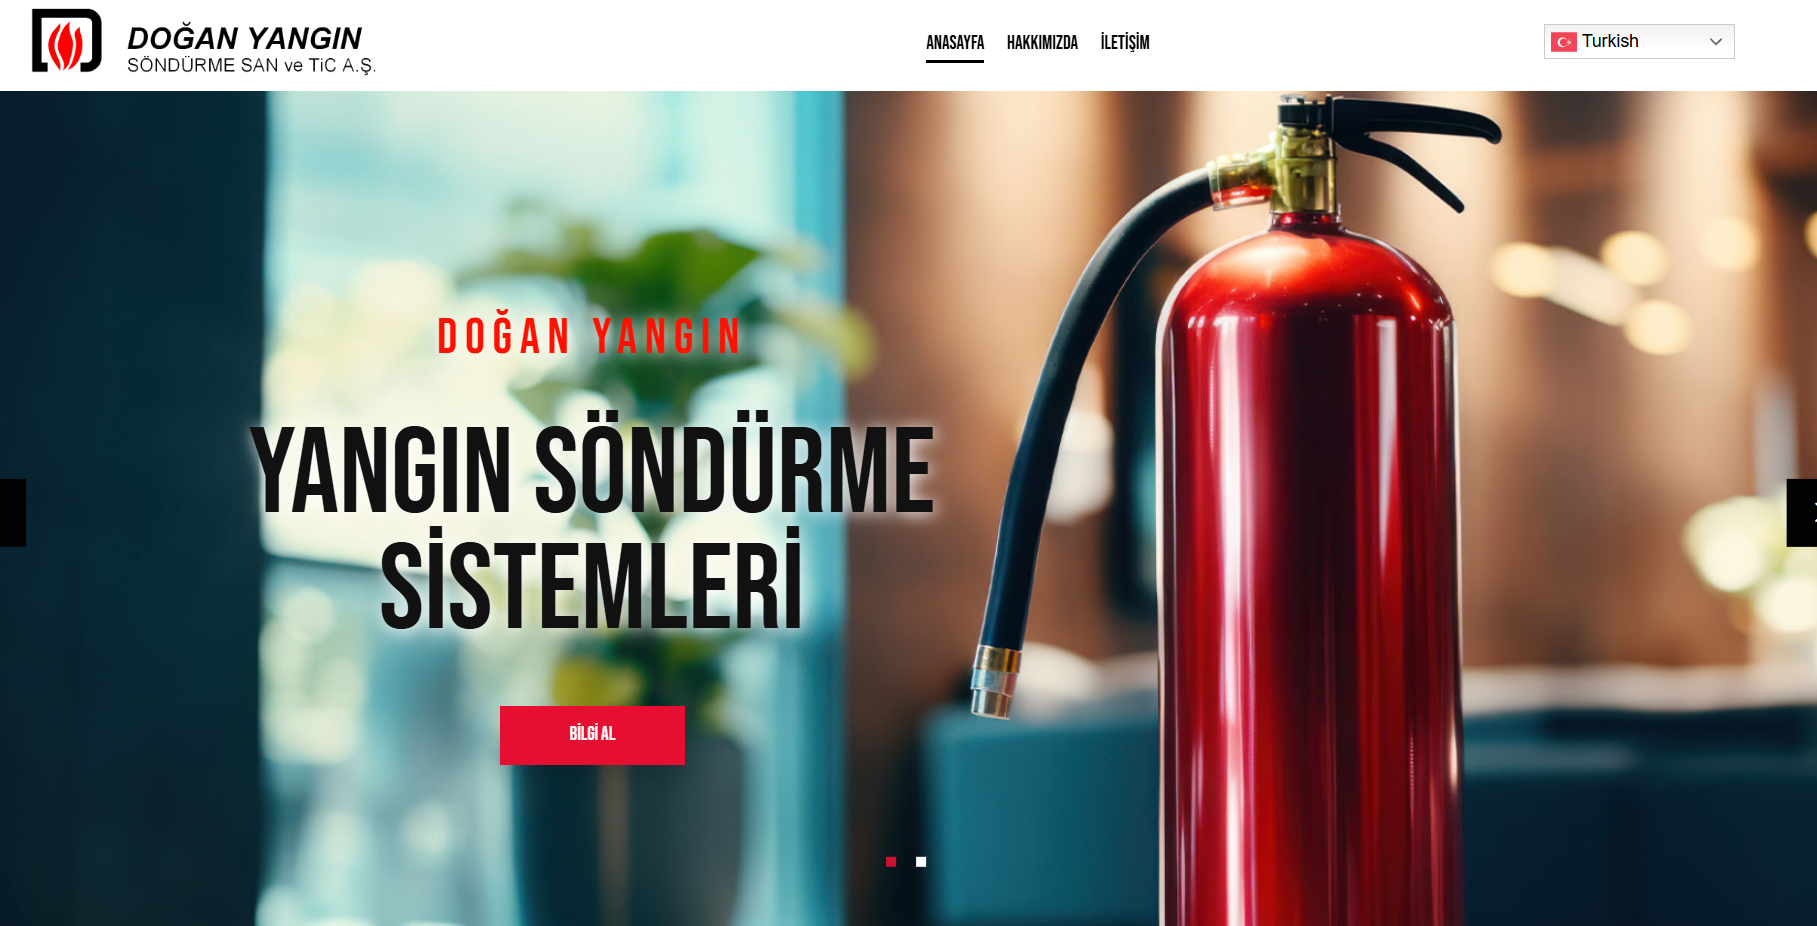 DOĞAN YANGIN
SÖNDÜRME SAN ve TiC A.Ş.
ANASAYFA
HAKKIMIZDA
İLETİŞİM
Turkish
DOĞAN YANGIN
YANGIN SÖNDÜRME
SİSTEMLERİ
BİLGİ AL